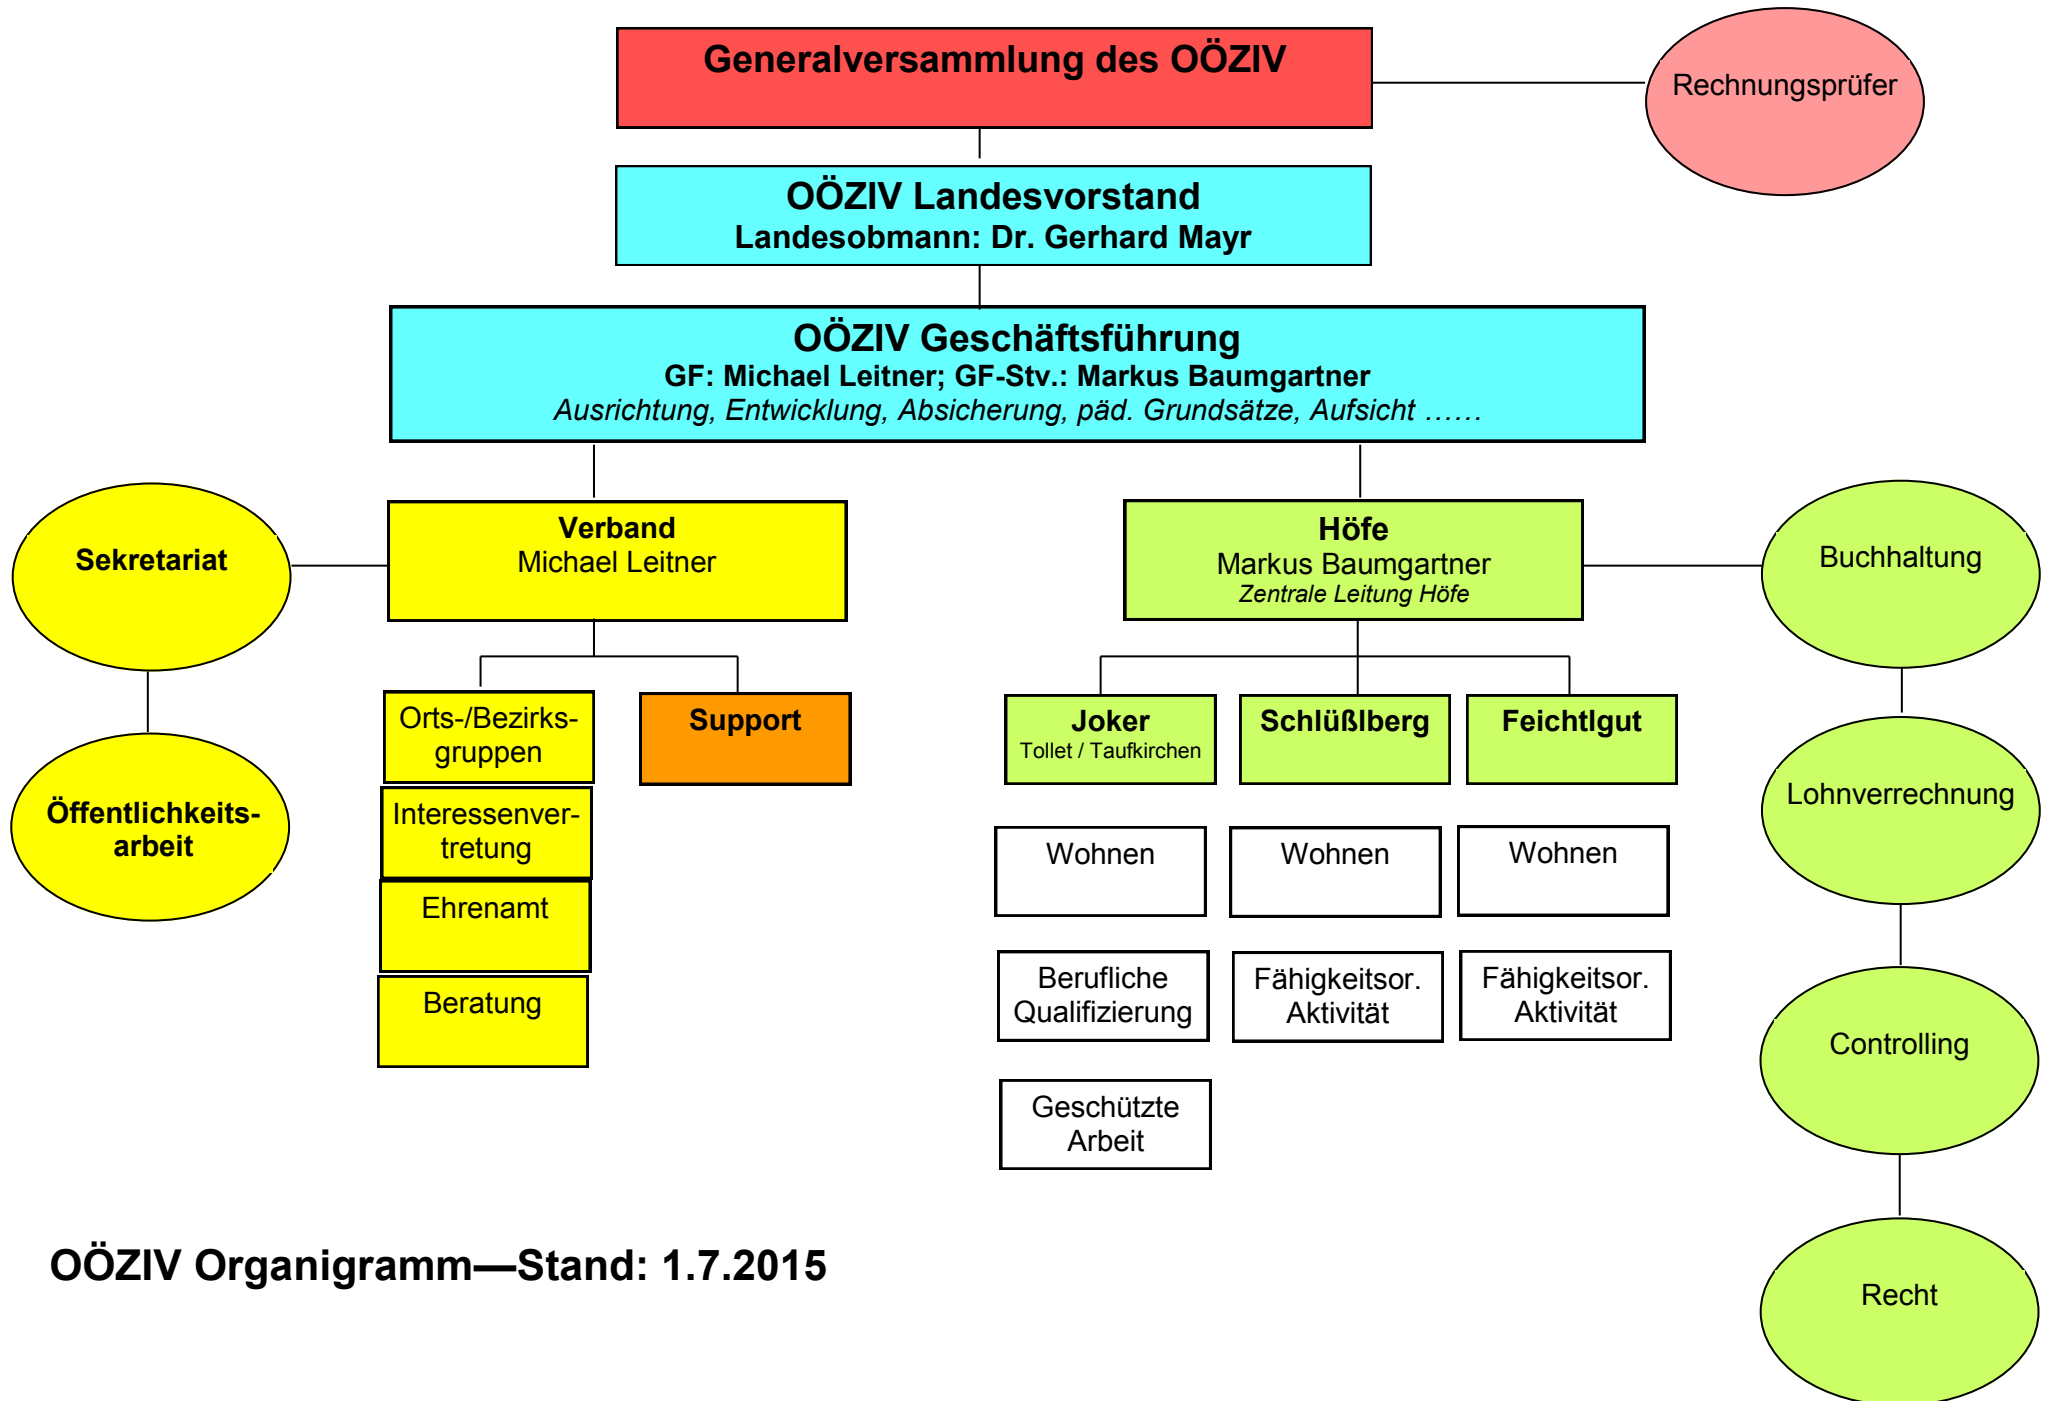 Generalversammlung des OÖZIV
Rechnungsprüfer
OÖZIV Landesvorstand
Landesobmann: Dr. Gerhard Mayr
OÖZIV Geschäftsführung
GF: Michael Leitner; GF-Stv.: Markus Baumgartner
Ausrichtung, Entwicklung, Absicherung, päd. Grundsätze, Aufsicht ……
Sekretariat
Verband
Michael Leitner
Höfe
Markus Baumgartner
Zentrale Leitung Höfe
Buchhaltung
Orts-/Bezirks-
gruppen
Support
Joker
Tollet / Taufkirchen
Schlüßlberg
Feichtlgut
Öffentlichkeits-
arbeit
Interessenver-
tretung
Lohnverrechnung
Wohnen
Wohnen
Wohnen
Ehrenamt
Beratung
Berufliche
Qualifizierung
Fähigkeitsor.
Aktivität
Fähigkeitsor.
Aktivität
Controlling
Geschützte
Arbeit
OÖZIV Organigramm—Stand: 1.7.2015
Recht